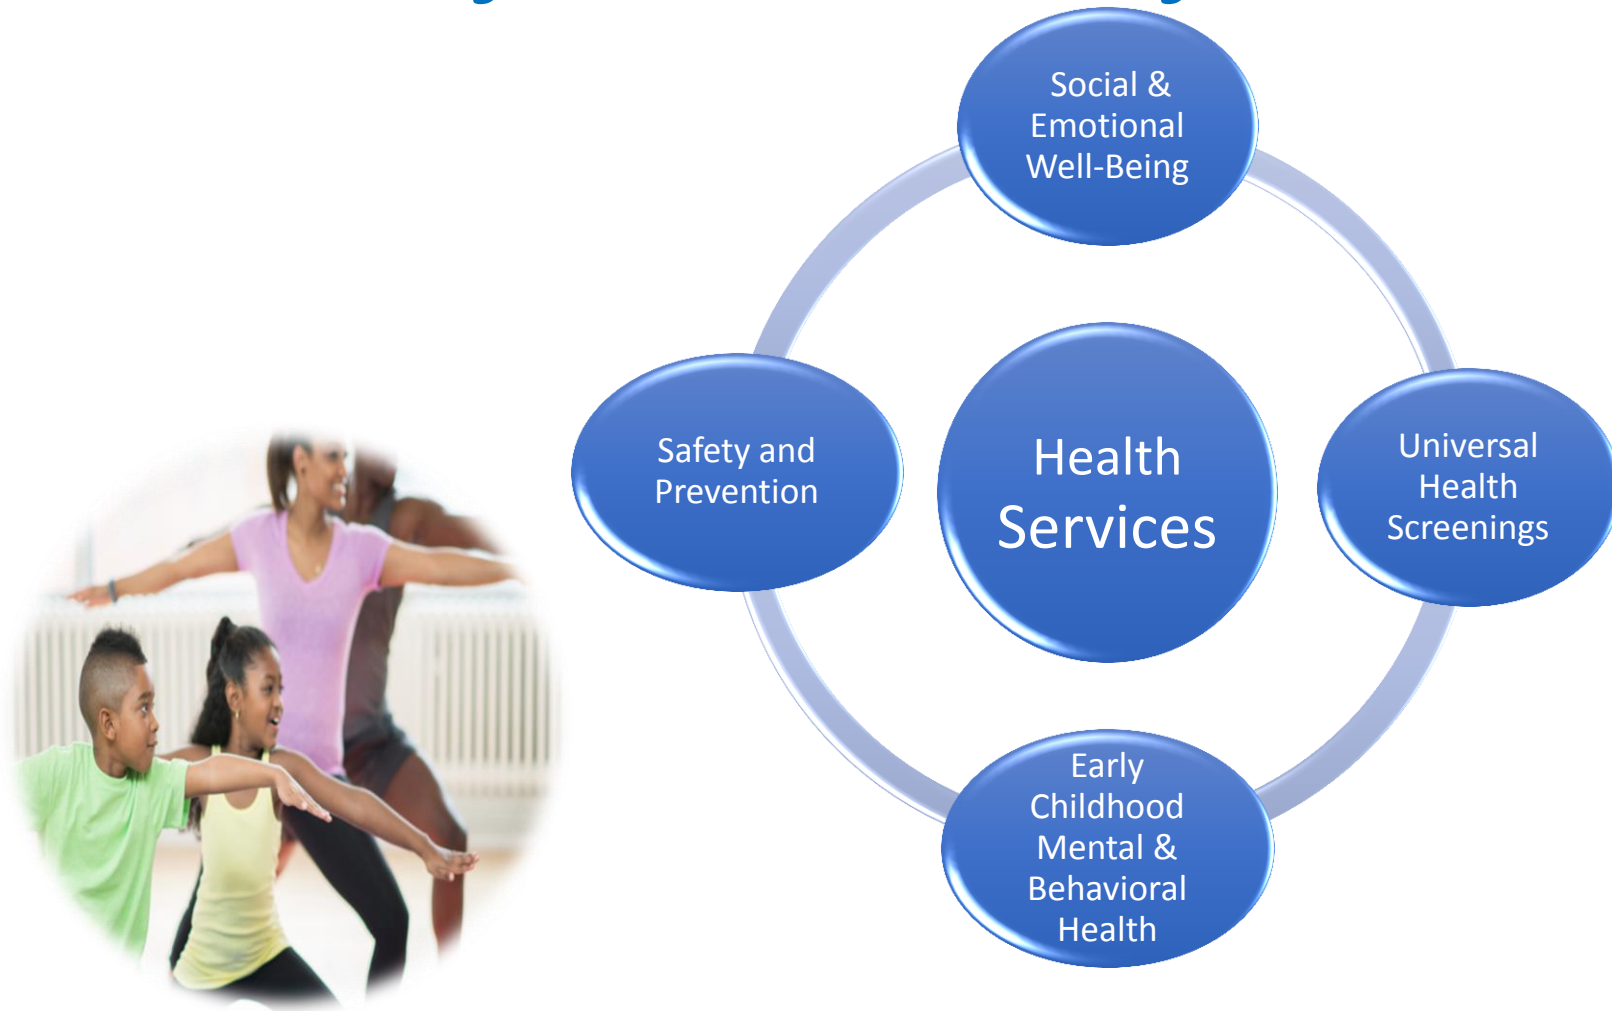 Social &
Emotional
Well-Being
Safety and
Prevention
Health
Services
Universal
Health
Screenings
Early
Childhood
Mental &
Behavioral
Health